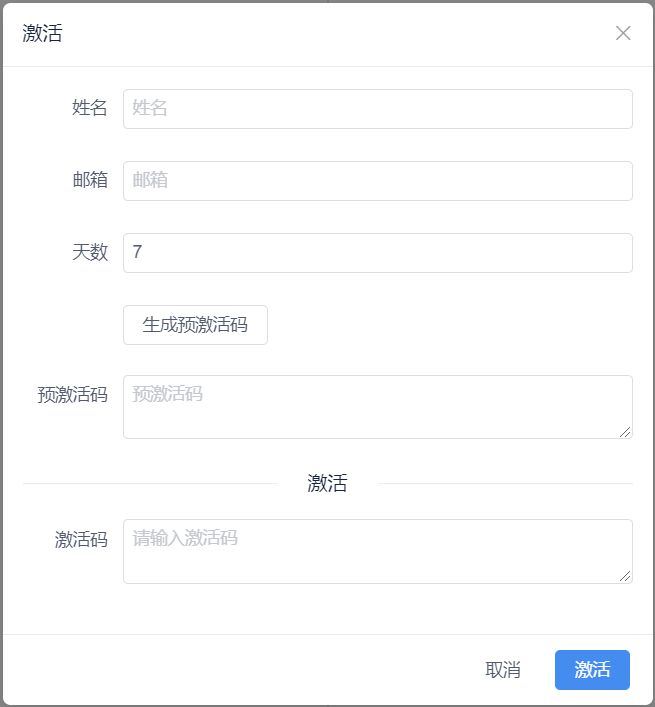 激活
姓名 姓名
邮箱 邮箱
天数 7
生成预激活码
预激活码 预激活码
激活
激活码 请输入激活码
取消 激活